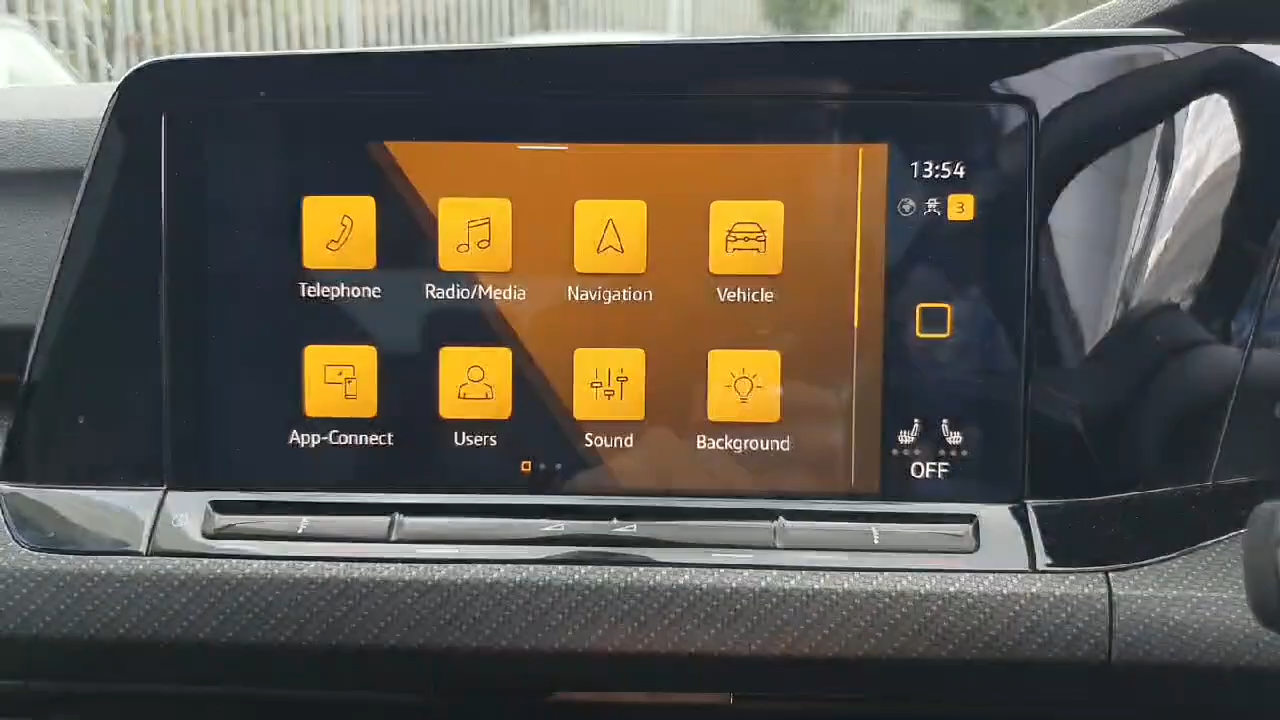 13:54
3
Telephone
Radio/Media
Navigation
Vehicle
App-Connect
Users
Sound
Background
OFF